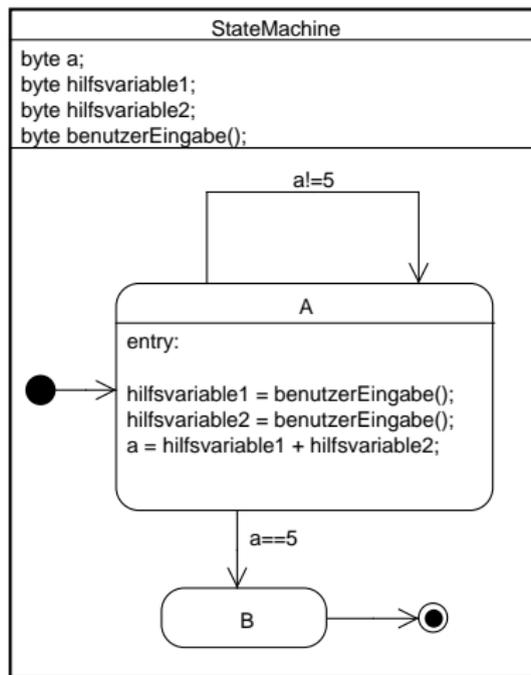 StateMachine
byte a;
byte hilfsvariable1;
byte hilfsvariable2;
byte benutzerEingabe();
a!=5
A
entry:
hilfsvariable1 = benutzerEingabe();
hilfsvariable2 = benutzerEingabe();
a = hilfsvariable1 + hilfsvariable2;
a==5
B